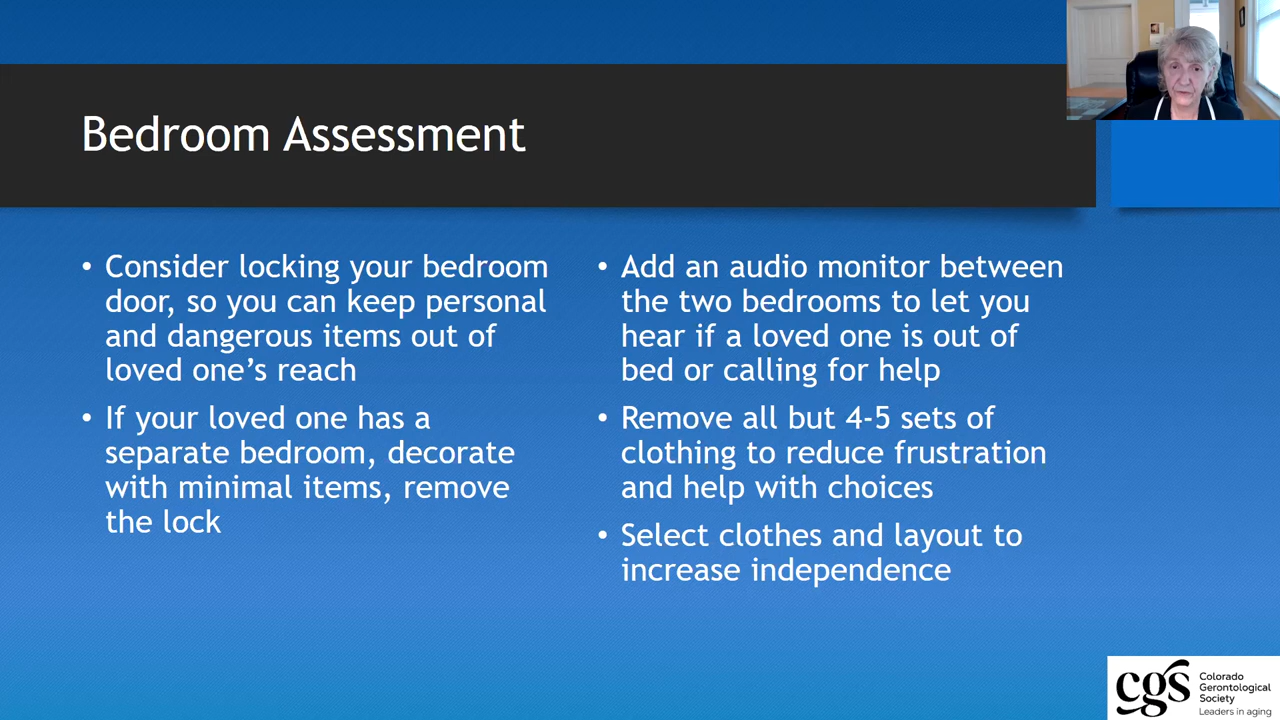 Bedroom Assessment
• Consider locking your bedroom
door, so you can keep personal
and dangerous items out of
loved one’s reach
• If your loved one has a
separate bedroom, decorate
with minimal items, remove
the lock
• Add an audio monitor between
the two bedrooms to let you
hear if a loved one is out of
bed or calling for help
• Remove all but 4-5 sets of
clothing to reduce frustration
and help with choices
• Select clothes and layout to
increase independence
cgs
Colorado
Gerontological
Society
Leaders in aging